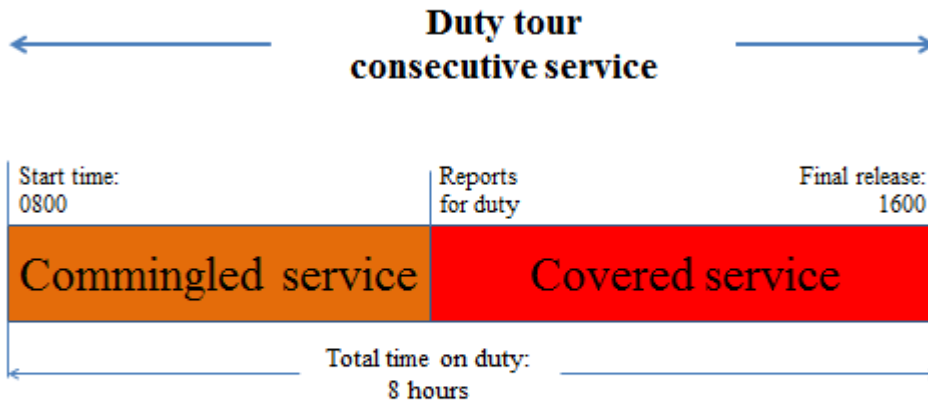 Duty tour
consecutive service
Start time:
0800
Reports
for duty
Final release:
1600
Commingled service
Covered service
Total time on duty:
8 hours